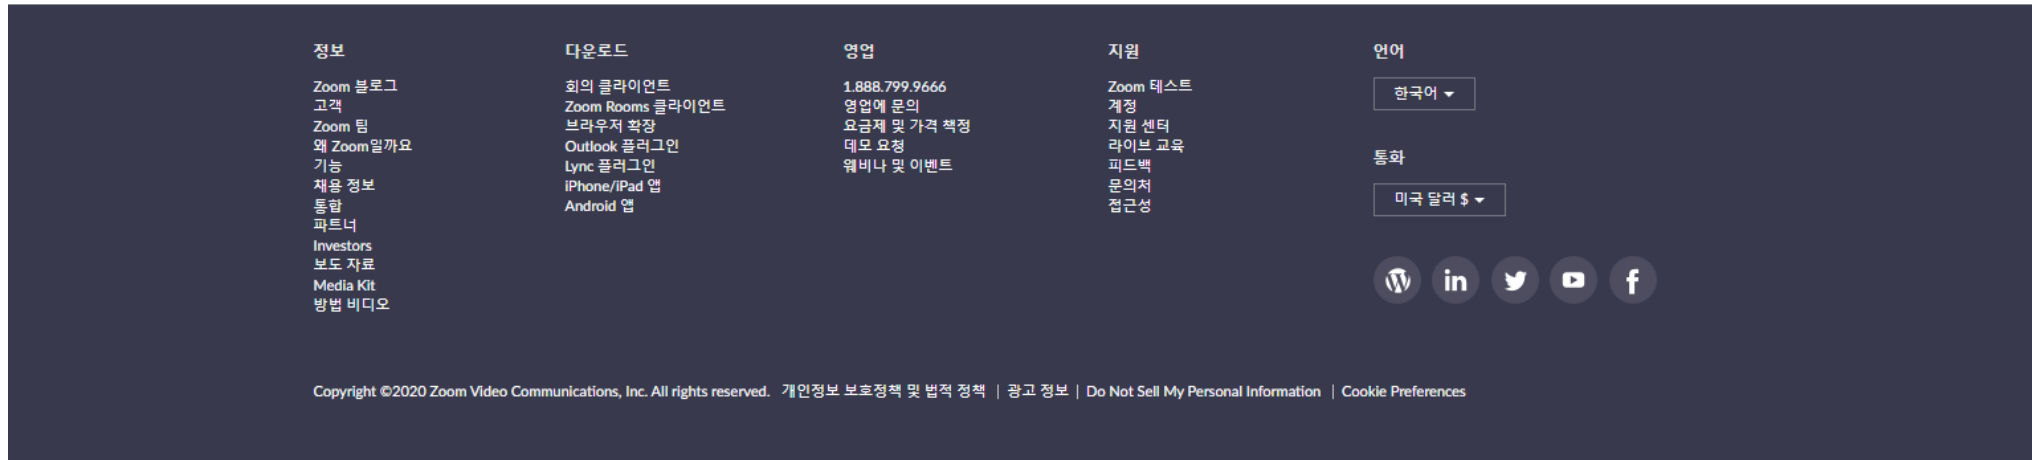 정보
Zoom 블로그
고객
Zoom 팀
왜 Zoom일까요
기능
채용 정보
통합
파트너
Investors
보도 자료
Media Kit
방법 비디오
다운로드
회의 클라이언트
Zoom Rooms 클라이언트
브라우저 확장
Outlook 플러그인
Lync 플러그인
iPhone/iPad 앱
Android 앱
영업
1.888.799.9666
영업에 문의
요금제 및 가격 책정
데모 요청
웨비나 및 이벤트
지원
Zoom 테스트
계정
지원 센터
라이브 교육
피드백
문의처
접근성
언어
한국어
통화
미국 달러 $
Copyright ©2020 Zoom Video Communications, Inc. All rights reserved. 개인정보 보호정책 및 법적 정책 | 광고 정보 | Do Not Sell My Personal Information | Cookie Preferences